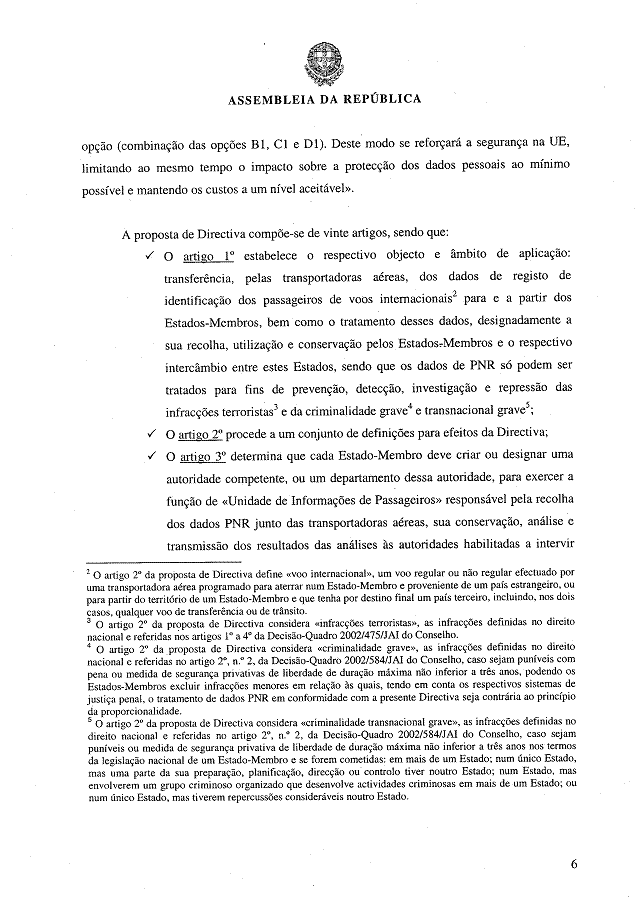 ASSEMBLEIA DA REPÚBLICA
opção (combinação das opções B1, C1 e D1). Deste modo se reforçará a segurança na UE,
limitando ao mesmo tempo o impacto sobre a protecção dos dados pessoais ao mínimo
possível e mantendo os custos a um nível aceitável».
A proposta de Directiva compõe-se de vinte artigos, sendo que:
✓ O artigo 1º estabelece o respectivo objecto e âmbito de aplicação:
transferência, pelas transportadoras aéreas, dos dados de registo de
identificação dos passageiros de voos internacionais² para e a partir dos
Estados-Membros, bem como o tratamento desses dados, designadamente a
sua recolha, utilização e conservação pelos Estados-Membros e o respectivo
intercâmbio entre estes Estados, sendo que os dados de PNR só podem ser
tratados para fins de prevenção, detecção, investigação e repressão das
infracções terroristas³ e da criminalidade grave⁴ e transnacional grave⁵;
✓ O artigo 2º procede a um conjunto de definições para efeitos da Directiva;
✓ O artigo 3º determina que cada Estado-Membro deve criar ou designar uma
autoridade competente, ou um departamento dessa autoridade, para exercer a
função de «Unidade de Informações de Passageiros» responsável pela recolha
dos dados PNR junto das transportadoras aéreas, sua conservação, análise e
transmissão dos resultados das análises às autoridades habilitadas a intervir
² O artigo 2º da proposta de Directiva define «voo internacional», um voo regular ou não regular efectuado por
uma transportadora aérea programado para aterrar num Estado-Membro e proveniente de um país estrangeiro, ou
para partir do território de um Estado-Membro e que tenha por destino final um país terceiro, incluindo, nos dois
casos, qualquer voo de transferência ou de trânsito.
³ O artigo 2º da proposta de Directiva considera «infracções terroristas», as infracções definidas no direito
nacional e referidas nos artigos 1º a 4º da Decisão-Quadro 2002/475/JAI do Conselho.
⁴ O artigo 2º da proposta de Directiva considera «criminalidade grave», as infracções definidas no direito
nacional e referidas no artigo 2º, n.º 2, da Decisão-Quadro 2002/584/JAI do Conselho, caso sejam puníveis com
pena ou medida de segurança privativas de liberdade de duração máxima não inferior a três anos, podendo os
Estados-Membros excluir infracções menores em relação às quais, tendo em conta os respectivos sistemas de
justiça penal, o tratamento de dados PNR em conformidade com a presente Directiva seja contrária ao princípio
da proporcionalidade.
⁵ O artigo 2º da proposta de Directiva considera «criminalidade transnacional grave», as infracções definidas no
direito nacional e referidas no artigo 2º, n.º 2, da Decisão-Quadro 2002/584/JAI do Conselho, caso sejam
puníveis ou medida de segurança privativa de liberdade de duração máxima não inferior a três anos nos termos
da legislação nacional de um Estado-Membro e se forem cometidas: em mais de um Estado; num único Estado,
mas uma parte da sua preparação, planificação, direcção ou controlo tiver noutro Estado; num Estado, mas
envolverem um grupo criminoso organizado que desenvolve actividades criminosas em mais de um Estado; ou
num único Estado, mas tiverem repercussões consideráveis noutro Estado.
6